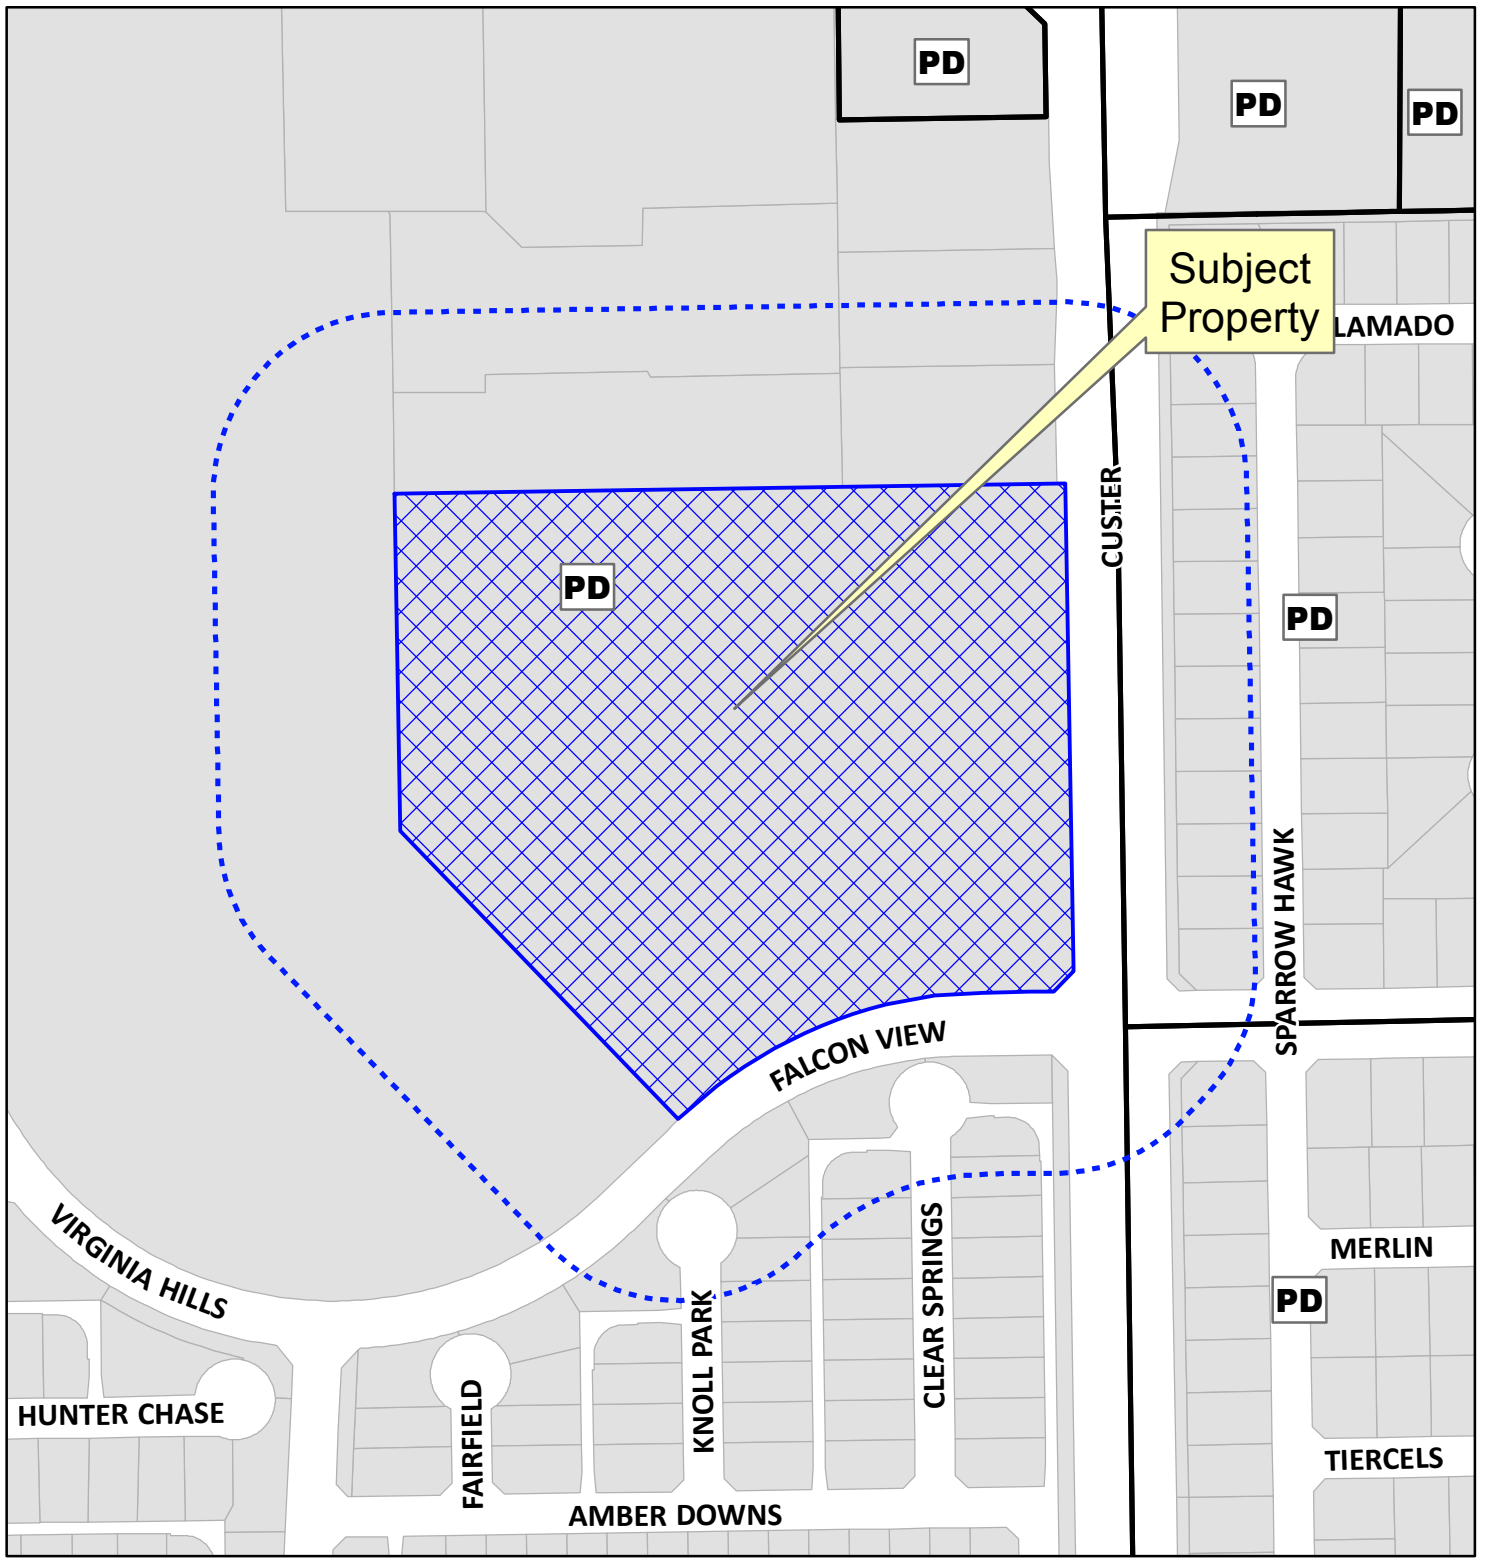 PD
PD
PD
Subject
Property
LAMADO
CUSTER
PD
PD
SPARROW HAWK
FALCON VIEW
VIRGINIA HILLS
CLEAR SPRINGS
MERLIN
PD
KNOLL PARK
HUNTER CHASE
FAIRFIELD
TIERCELS
AMBER DOWNS